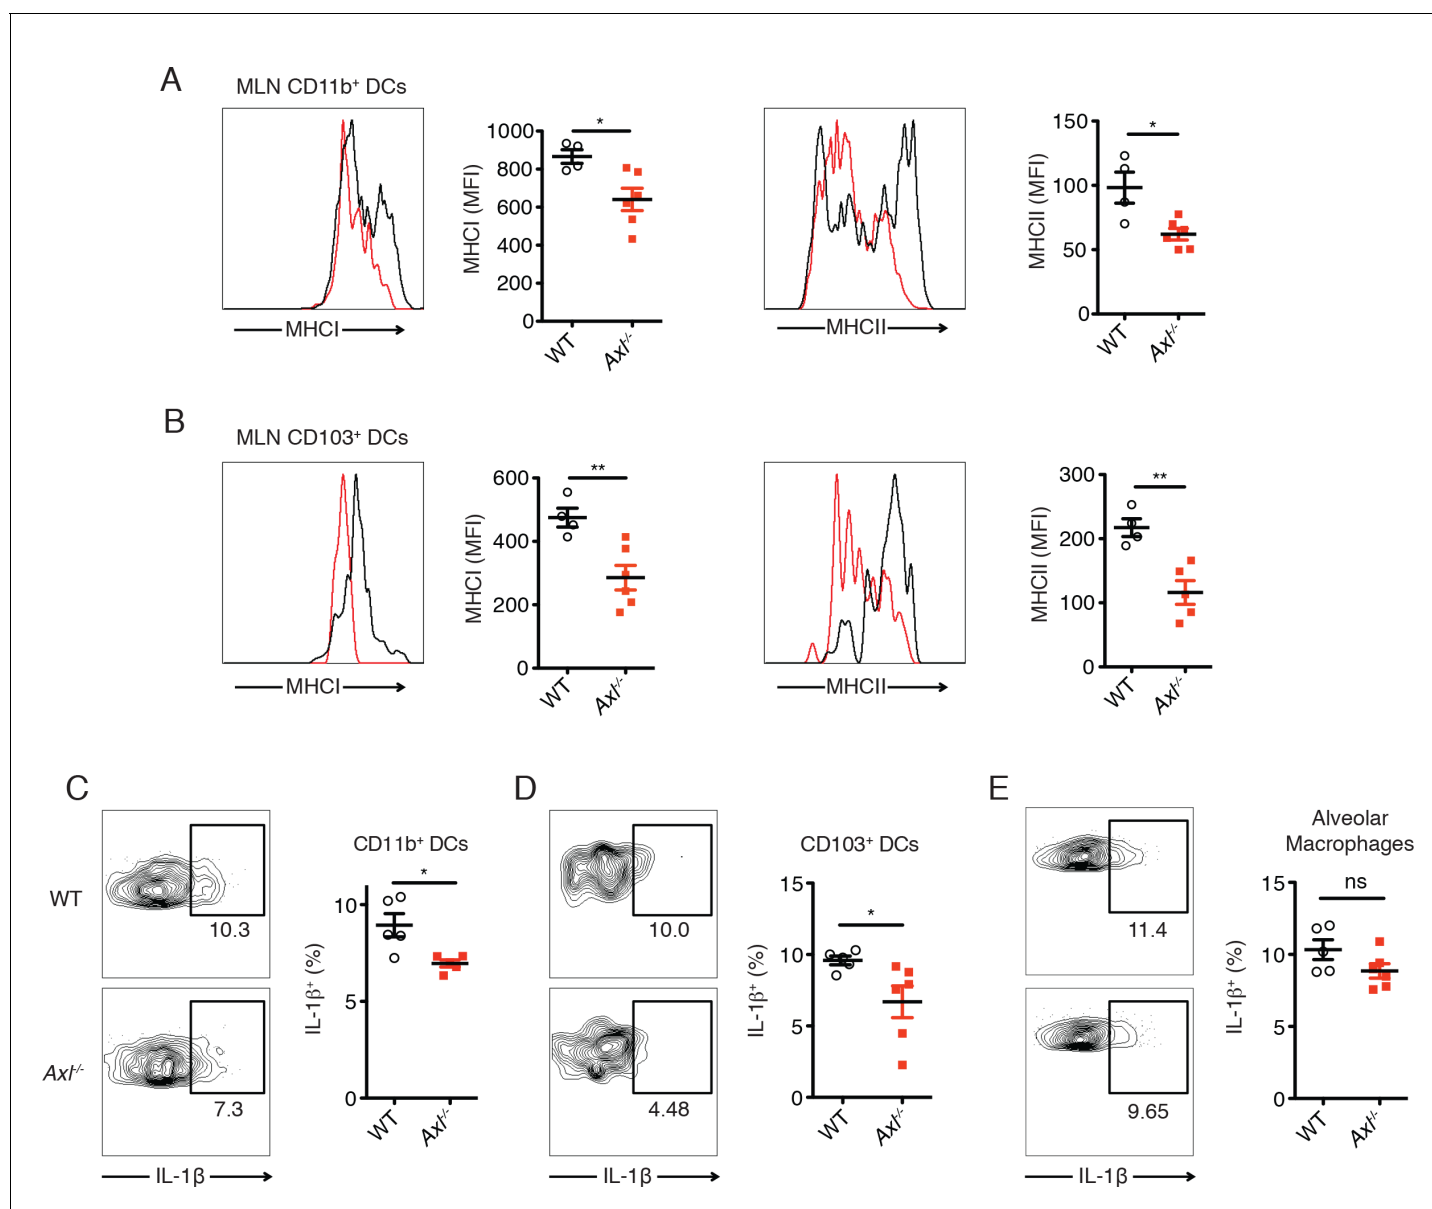 A
MLN CD11b⁺ DCs
MHCI
MHCI (MFI)
1000
800
600
400
200
0
*
WT
Axl⁻/⁻
MHCII
MHCII (MFI)
150
100
50
0
*
WT
Axl⁻/⁻
B
MLN CD103⁺ DCs
MHCI
MHCI (MFI)
600
400
200
0
**
WT
Axl⁻/⁻
MHCII
MHCII (MFI)
300
200
100
0
**
WT
Axl⁻/⁻
C
WT
10.3
Axl⁻/⁻
7.3
IL-1β
CD11b⁺ DCs
IL-1β⁺ (%)
10
5
0
*
WT
Axl⁻/⁻
D
10.0
4.48
IL-1β
CD103⁺ DCs
IL-1β⁺ (%)
15
10
5
0
*
WT
Axl⁻/⁻
E
11.4
9.65
IL-1β
Alveolar
Macrophages
IL-1β⁺ (%)
15
10
5
0
ns
WT
Axl⁻/⁻